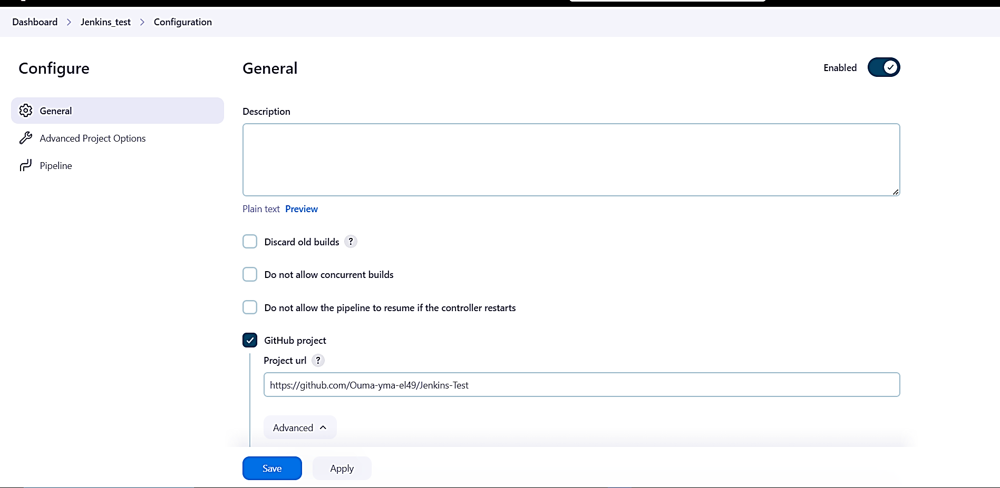 Dashboard > Jenkins_test > Configuration
Configure
General
Advanced Project Options
Pipeline
General
Enabled
Description
Plain text Preview
Discard old builds ?
Do not allow concurrent builds
Do not allow the pipeline to resume if the controller restarts
GitHub project
Project url ?
https://github.com/Ouma-yma-el49/Jenkins-Test
Advanced
Save Apply